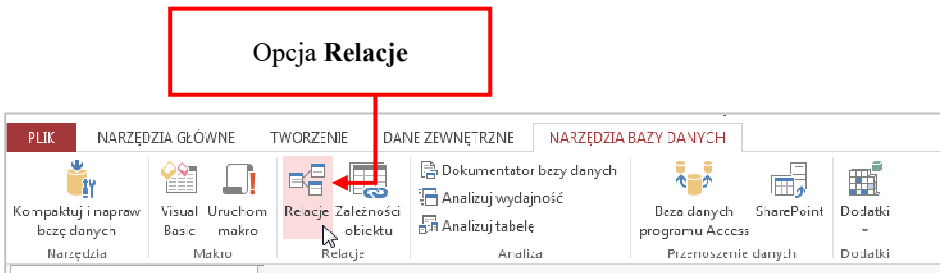 Opcja Relacje
PLIK NARZĘDZIA GŁÓWNE TWORZENIE DANE ZEWNĘTRZNE NARZĘDZIA BAZY DANYCH
Kompaktuj i napraw
bazę danych
Visual
Basic
Uruchom
makro
Relacje
Zależności
obiektu
Dokumentator bazy danych
Analizuj wydajność
Analizuj tabelę
Baza danych
programu Access
SharePoint
Dodatki
Narzędzia Makro Relacje Analiza Przenoszenie danych Dodatki